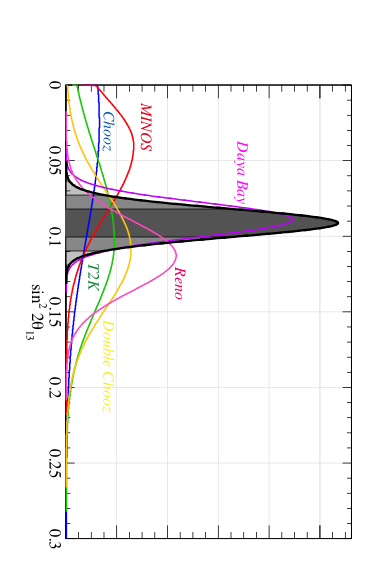 Daya Bay
MINOS
Reno
Chooz
T2K
Double Chooz
0
0.05
0.1
0.15
0.2
0.25
0.3
sin² 2θ₁₃